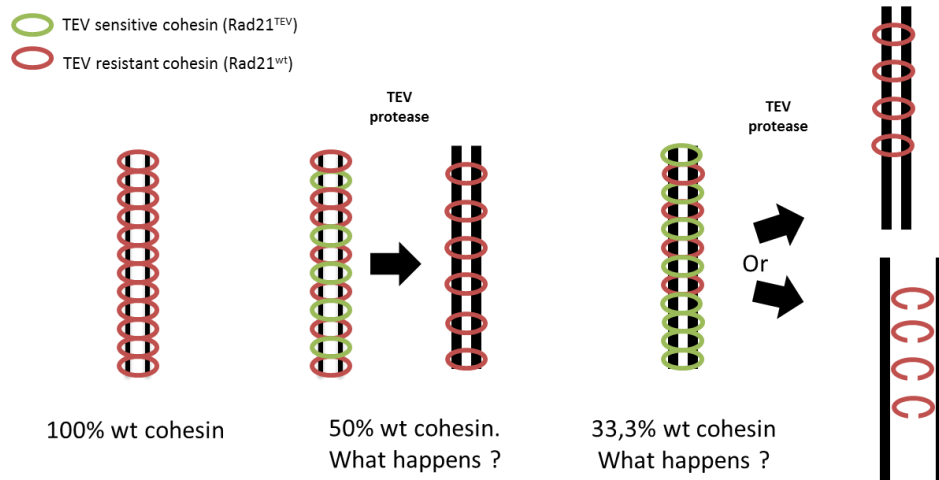 TEV sensitive cohesin (Rad21TEV)
TEV resistant cohesin (Rad21wt)
TEV
protease
TEV
protease
Or
100% wt cohesin
50% wt cohesin.
What happens ?
33,3% wt cohesin
What happens ?